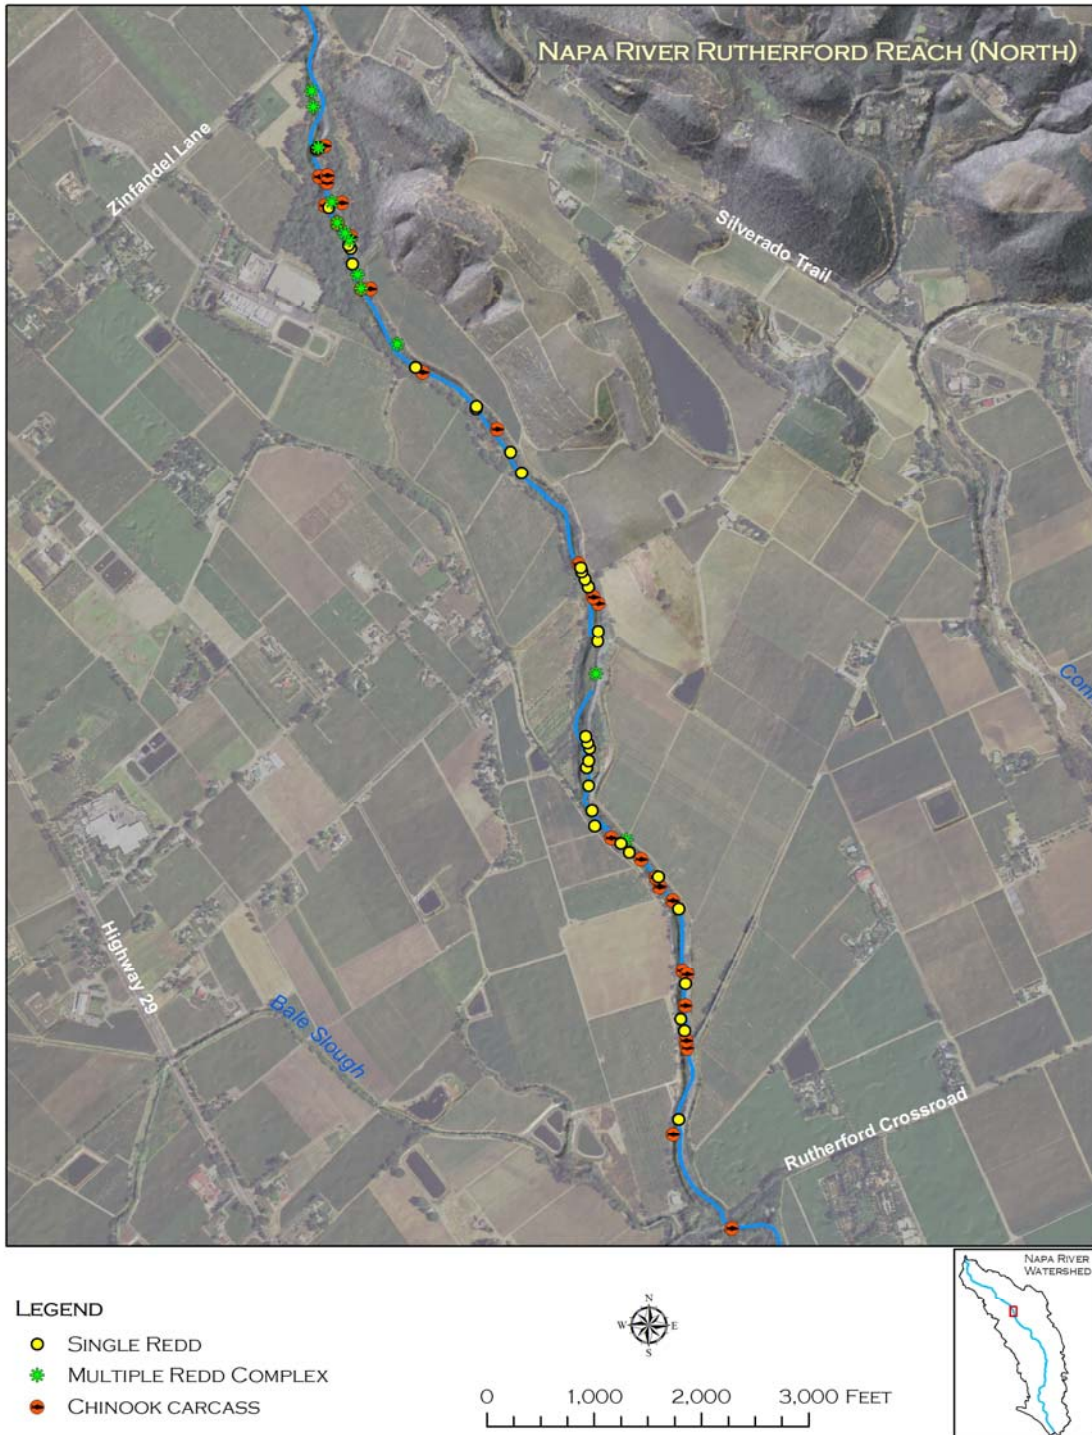 NAPA RIVER RUTHERFORD REACH (NORTH)
Zinfandel Lane
Silverado Trail
Highway 29
Bale Slough
Rutherford Crossroad
NAPA RIVER
WATERSHED
LEGEND
SINGLE REDD
MULTIPLE REDD COMPLEX
CHINOOK CARCASS
N
W E
S
0 1,000 2,000 3,000 FEET